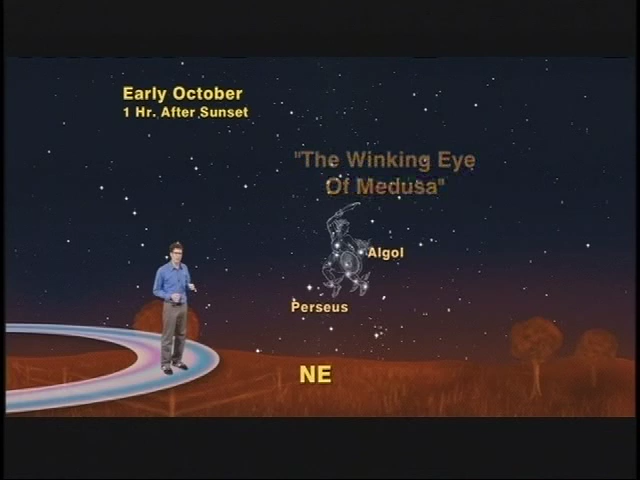 Early October
1 Hr. After Sunset
"The Winking Eye
Of Medusa"
Algol
Perseus
NE